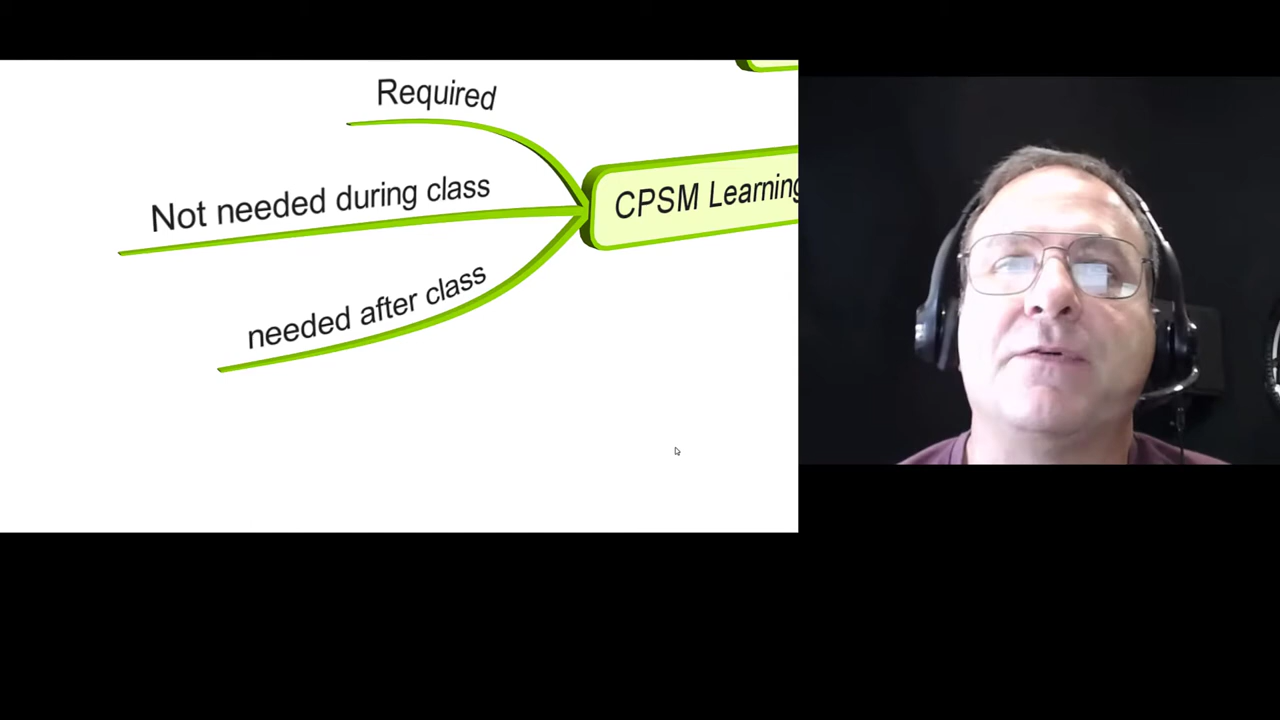 Required
Not needed during class
CPSM Learning
needed after class